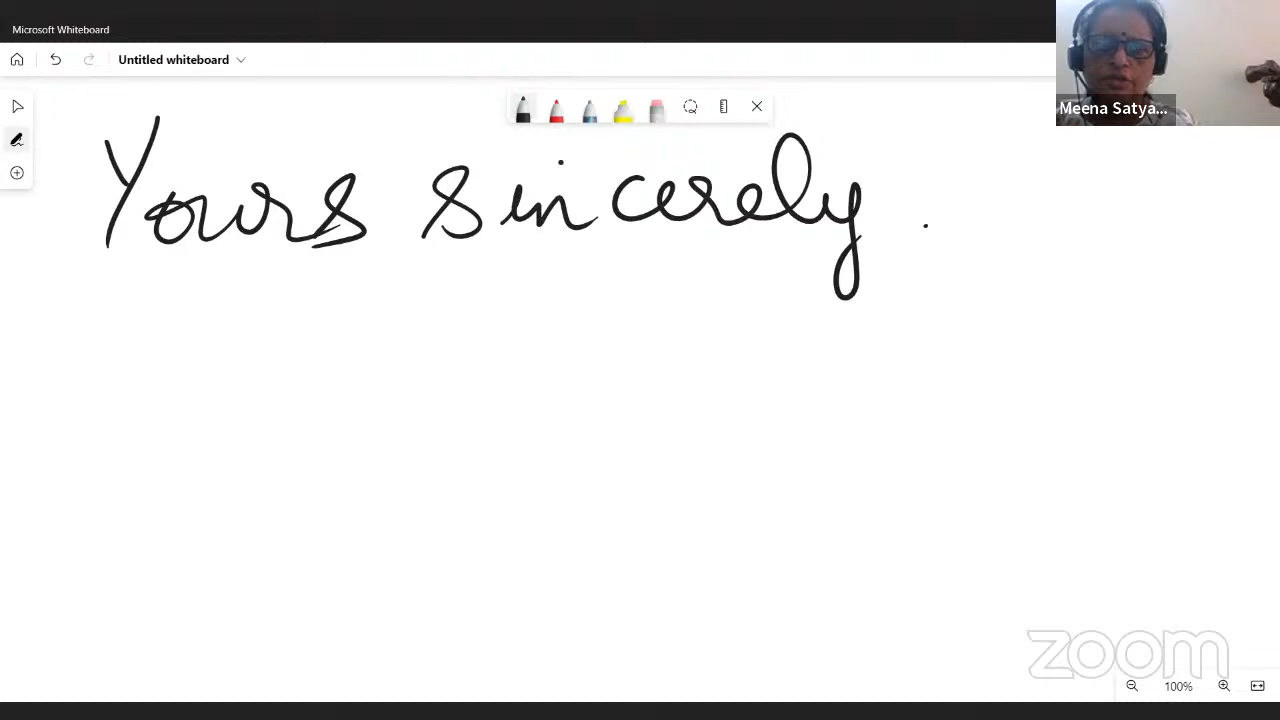 Microsoft Whiteboard
Untitled whiteboard
Meena Satya...
Yours sincerely .
zoom
100%